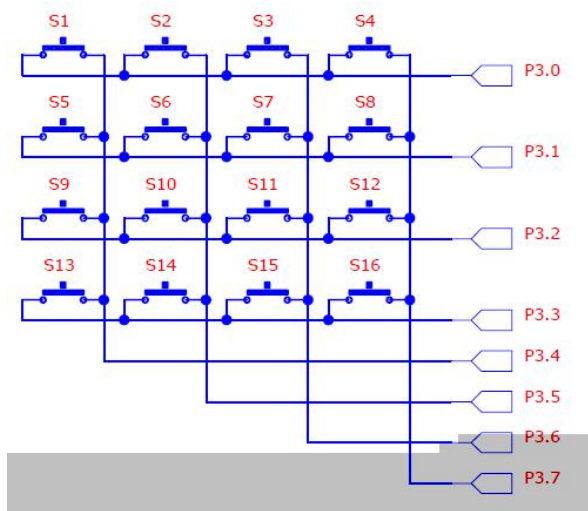 S1 S2 S3 S4
P3.0
S5 S6 S7 S8
P3.1
S9 S10 S11 S12
P3.2
S13 S14 S15 S16
P3.3
P3.4
P3.5
P3.6
P3.7